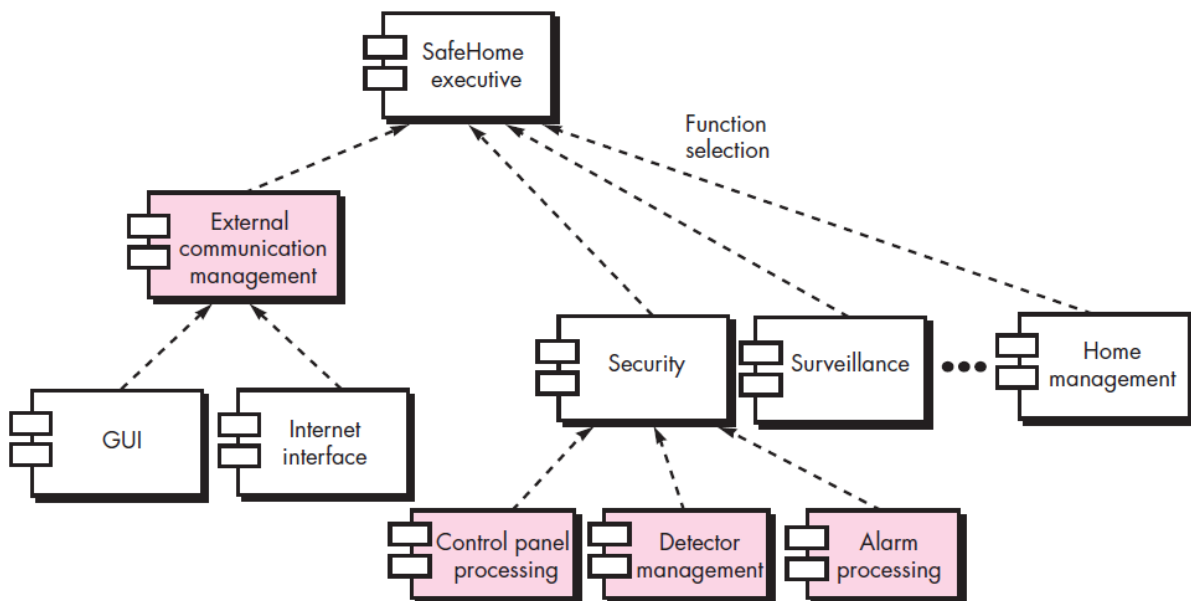 SafeHome
executive
Function
selection
External
communication
management
Security
Surveillance
Home
management
GUI
Internet
interface
Control panel
processing
Detector
management
Alarm
processing